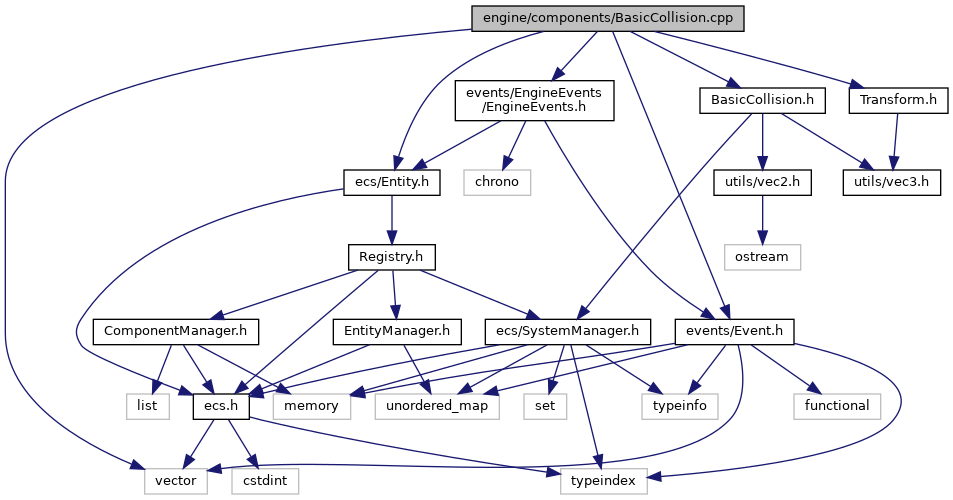 engine/components/BasicCollision.cpp
events/EngineEvents
/EngineEvents.h
BasicCollision.h
Transform.h
ecs/Entity.h
chrono
utils/vec2.h
utils/vec3.h
Registry.h
ostream
ComponentManager.h
EntityManager.h
ecs/SystemManager.h
events/Event.h
list
ecs.h
memory
unordered_map
set
typeinfo
functional
vector
cstdint
typeindex